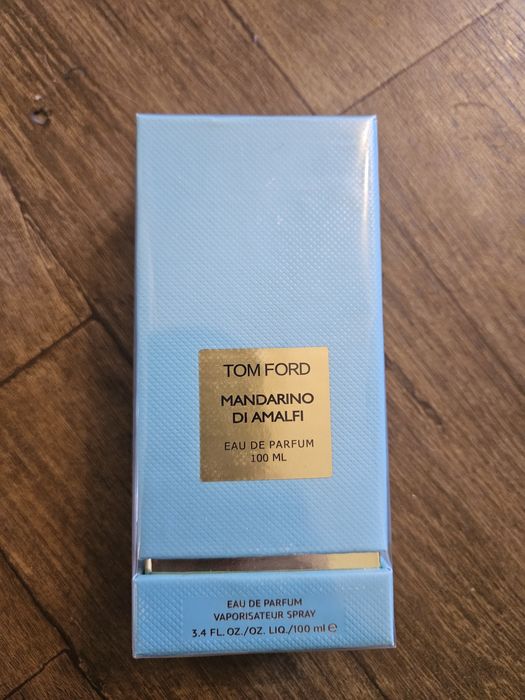 TOM FORD
MANDARINO
DI AMALFI
EAU DE PARFUM
100 ML
EAU DE PARFUM
VAPORISATEUR SPRAY
3.4 FL. OZ./OZ. LIQ./100 ml ℮